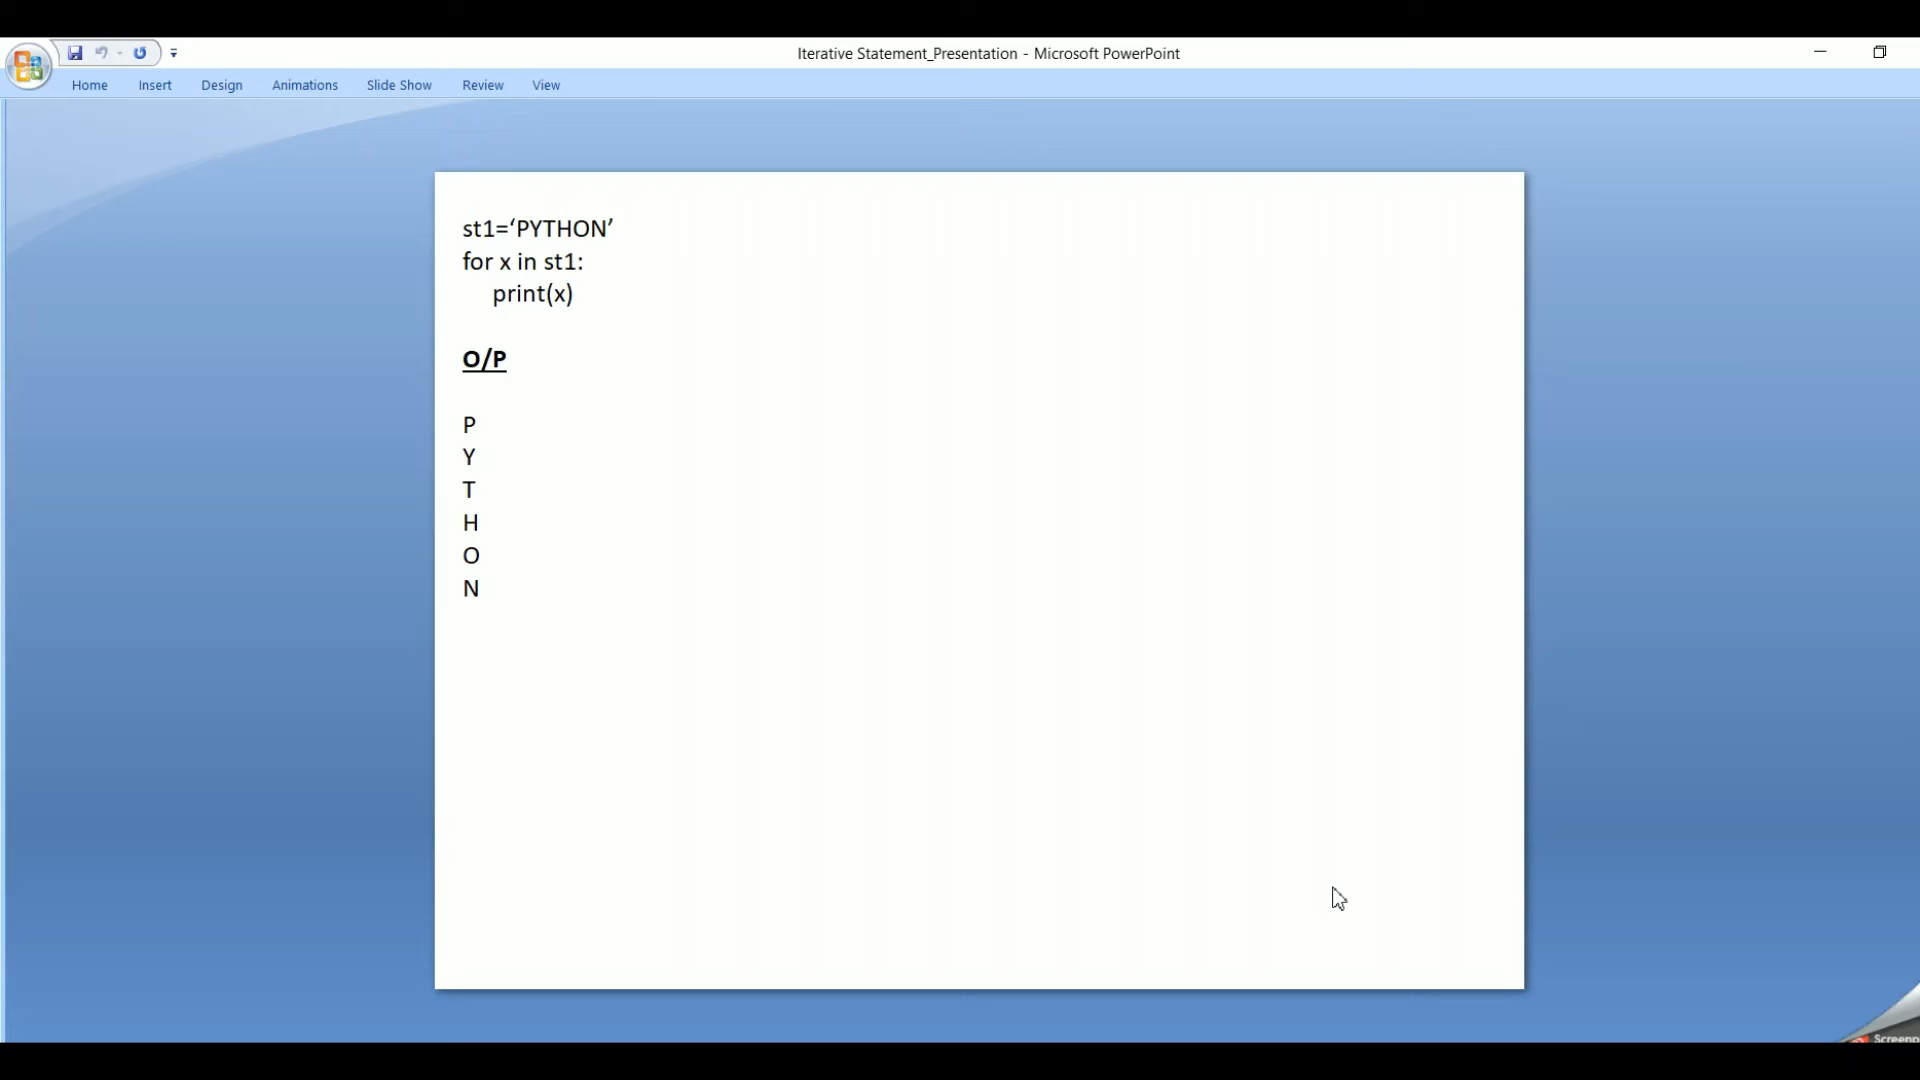 Iterative Statement_Presentation - Microsoft PowerPoint
Home Insert Design Animations Slide Show Review View
st1=‘PYTHON’
for x in st1:
print(x)
O/P
P
Y
T
H
O
N